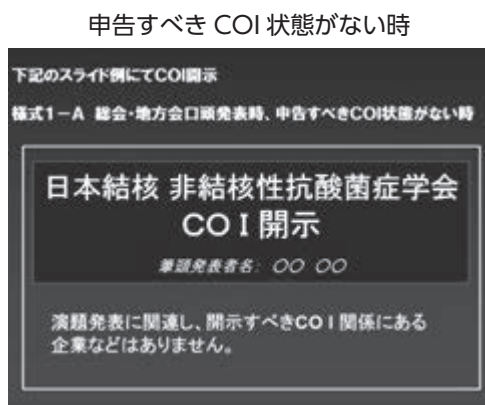 申告すべき COI 状態がない時
下記のスライド例にてCOI開示
様式1－A 総会・地方会口頭発表時、申告すべきCOI状態がない時
日本結核 非結核性抗酸菌症学会
CO I 開示
筆頭発表者名: 〇〇 〇〇
演題発表に関連し、開示すべきCO I 関係にある
企業などはありません。